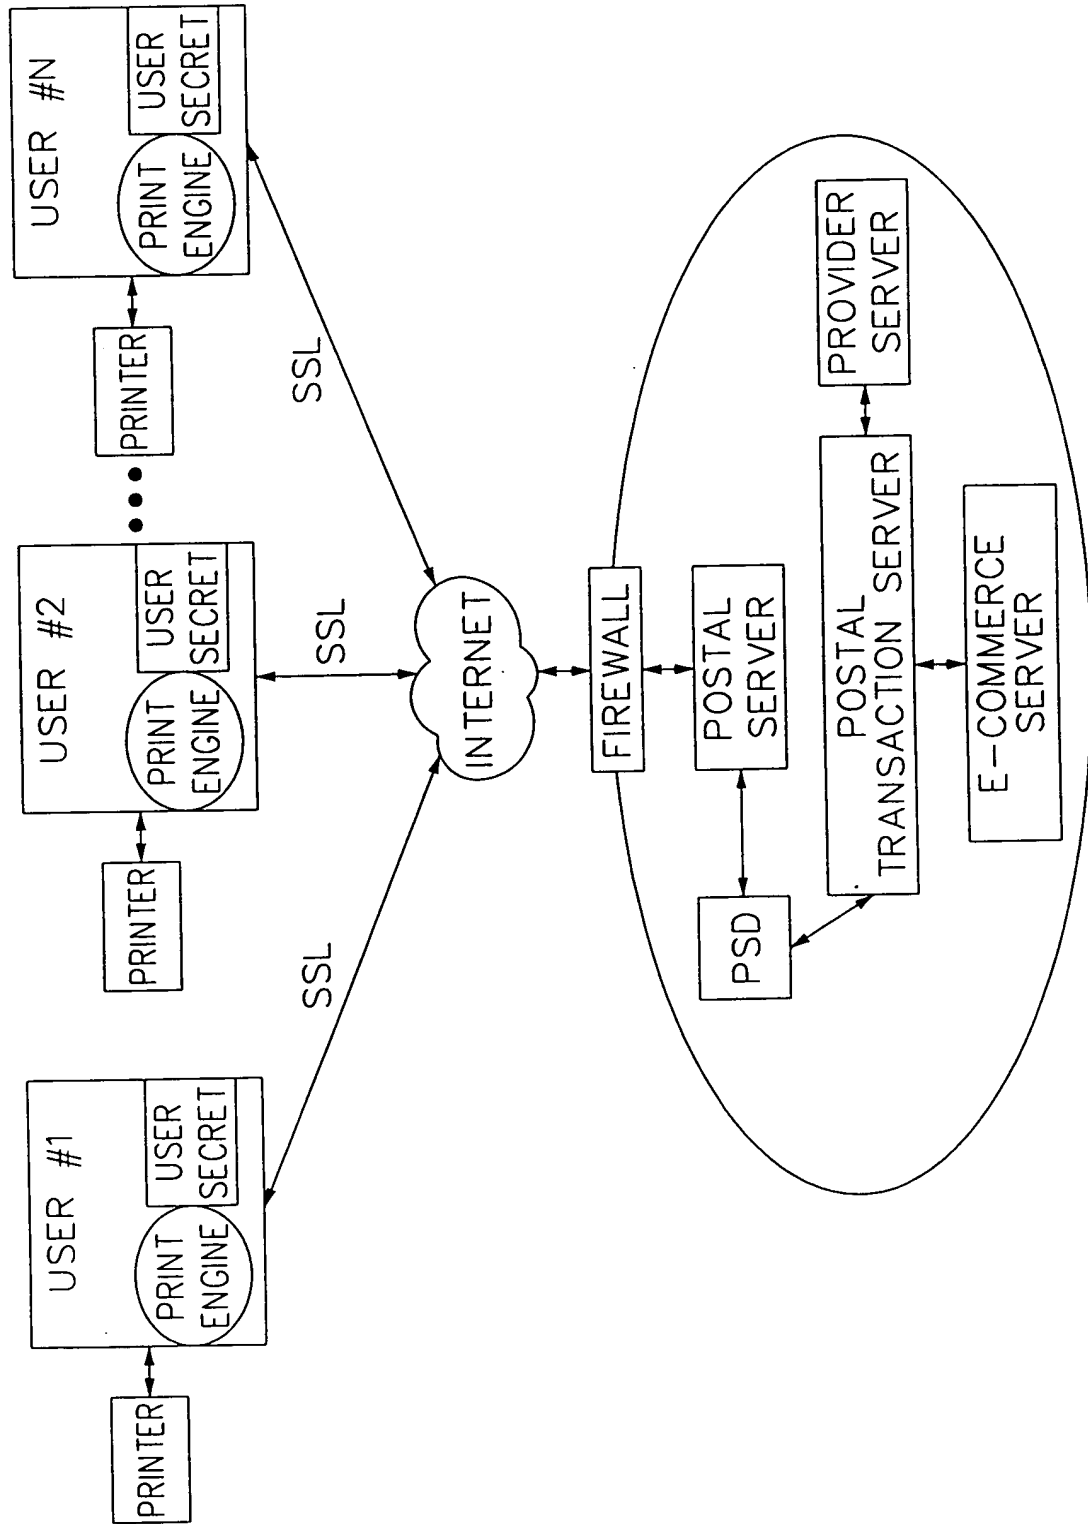 USER #1
PRINT
ENGINE
USER
SECRET
PRINTER
USER #2
PRINT
ENGINE
USER
SECRET
PRINTER
USER #N
PRINT
ENGINE
USER
SECRET
PRINTER
SSL
SSL
SSL
INTERNET
FIREWALL
POSTAL
SERVER
PSD
POSTAL
TRANSACTION SERVER
PROVIDER
SERVER
E-COMMERCE
SERVER